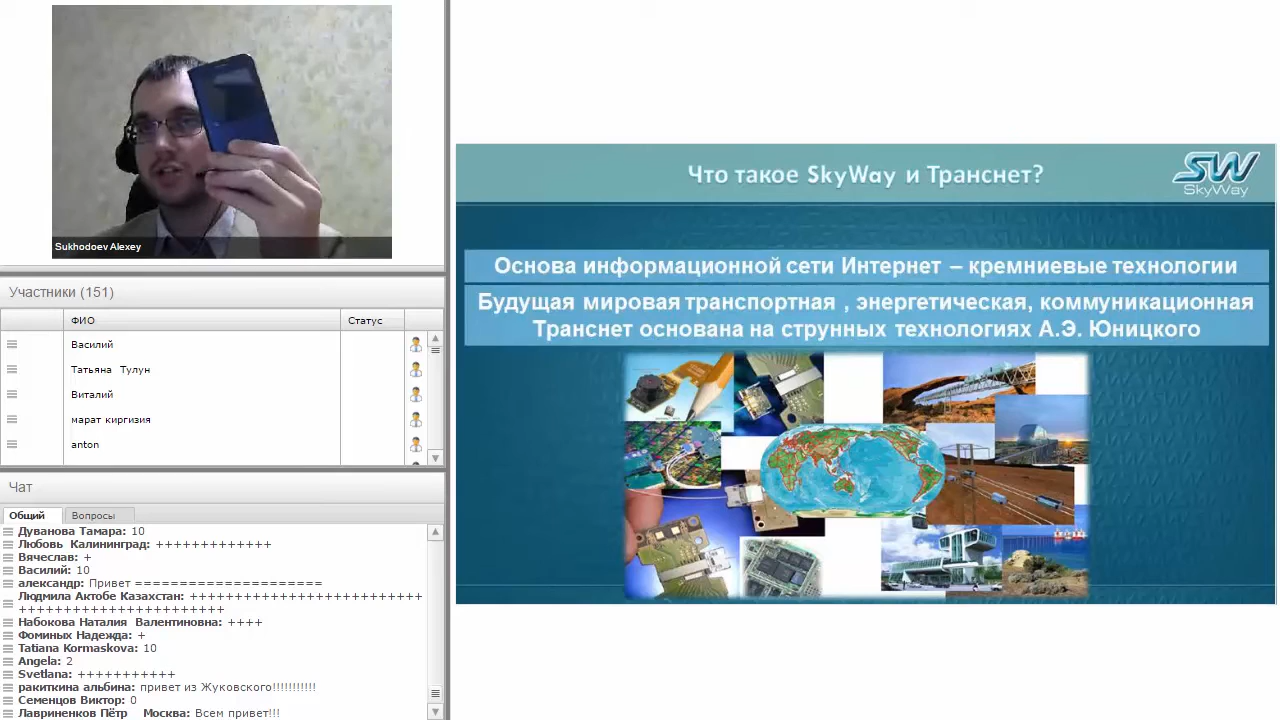 Sukhodoev Alexey
Участники (151)
ФИО
Статус
Василий
Татьяна Тулун
Виталий
марат киргизия
anton
Чат
Общий
Вопросы
Дуванова Тамара: 10
Любовь Калининград: +++++++++++++
Вячеслав: +
Василий: 10
александр: Привет =====================
Людмила Актобе Казахстан: ++++++++++++++++++++++++++
+++++++++++++++++++++++
Набокова Наталия Валентиновна: ++++
Фоминых Надежда: +
Tatiana Kormaskova: 10
Angela: 2
Svetlana: +++++++++++
ракиткина альбина: привет из Жуковского!!!!!!!!!!!
Семенцов Виктор: 0
Лавриненков Пётр Москва: Всем привет!!!
Что такое SkyWay и Транснет?
SW
SkyWay
Основа информационной сети Интернет – кремниевые технологии
Будущая мировая транспортная , энергетическая, коммуникационная
Транснет основана на струнных технологиях А.Э. Юницкого